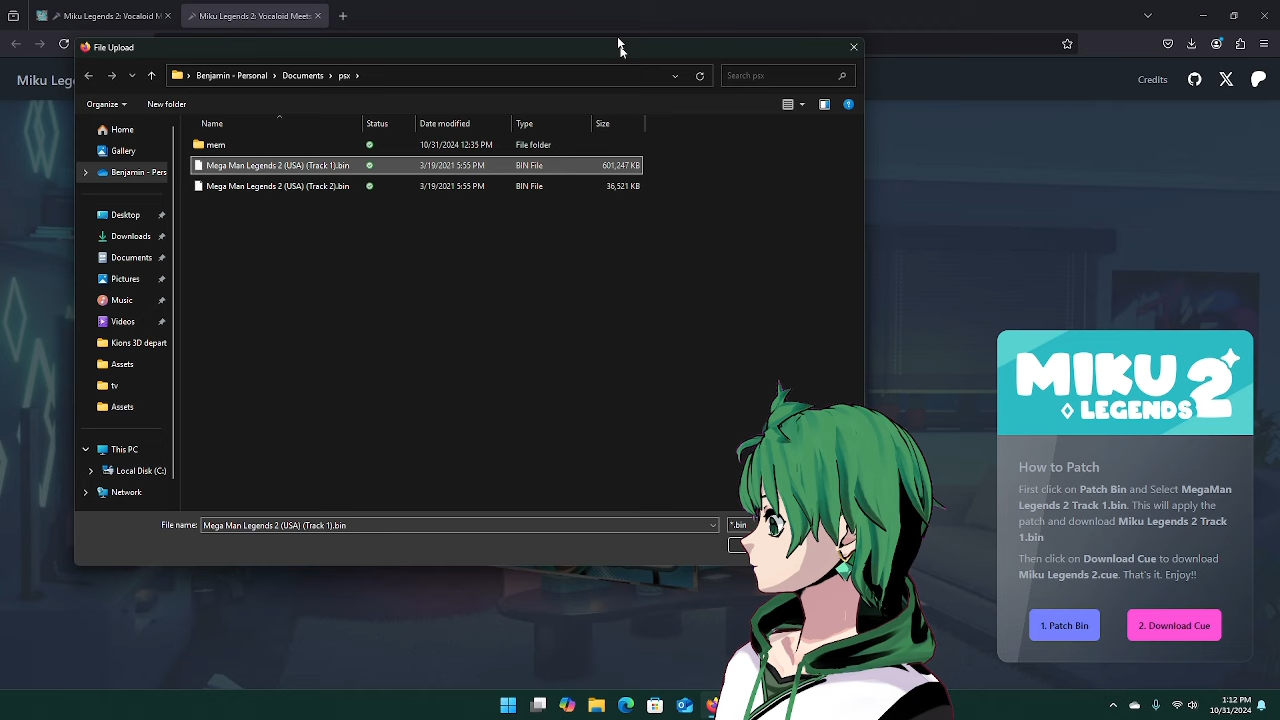 Miku Legends 2: Vocaloid M
Miku Legends 2: Vocaloid Meets
File Upload
Benjamin - Personal
Documents
psx
Search psx
Miku Leg
Credits
Organize
New folder
Name
Status
Date modified
Type
Size
Home
mem
10/31/2024 12:35 PM
File folder
Gallery
Mega Man Legends 2 (USA) (Track 1).bin
3/19/2021 5:55 PM
BIN File
601,247 KB
Benjamin - Pers
Mega Man Legends 2 (USA) (Track 2).bin
3/19/2021 5:55 PM
BIN File
36,521 KB
Desktop
Downloads
Documents
Pictures
Music
Videos
Kions 3D depart
Assets
tv
Assets
This PC
Local Disk (C:)
Network
File name:
Mega Man Legends 2 (USA) (Track 1).bin
*.bin
MIKU 2
LEGENDS
How to Patch
First click on Patch Bin and Select MegaMan
Legends 2 Track 1.bin. This will apply the
patch and download Miku Legends 2 Track
1.bin
Then click on Download Cue to download
Miku Legends 2.cue. That's it. Enjoy!!
1. Patch Bin
2. Download Cue
1:12 PM
10/31/2024